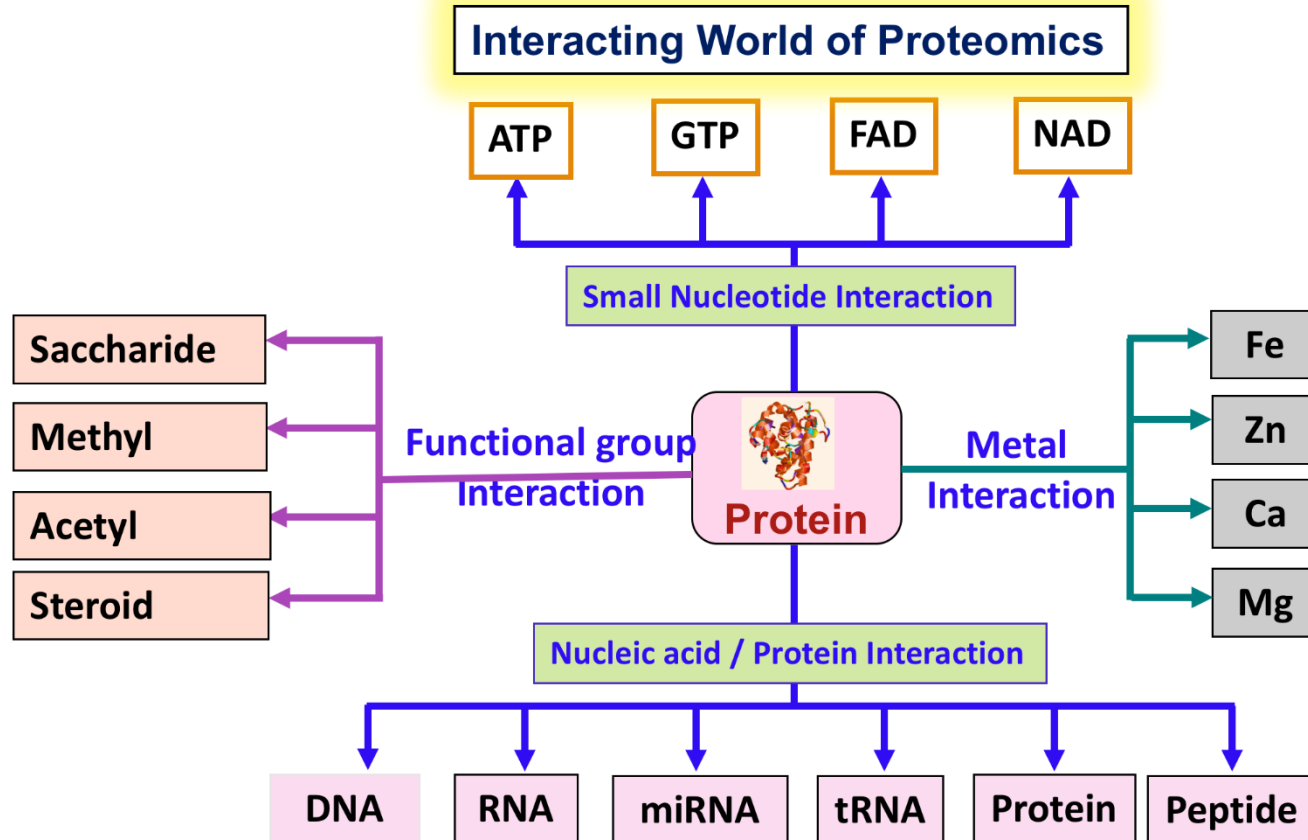 Interacting World of Proteomics
ATP
GTP
FAD
NAD
Small Nucleotide Interaction
Saccharide
Methyl
Acetyl
Steroid
Functional group
Interaction
Protein
Metal
Interaction
Fe
Zn
Ca
Mg
Nucleic acid / Protein Interaction
DNA
RNA
miRNA
tRNA
Protein
Peptide